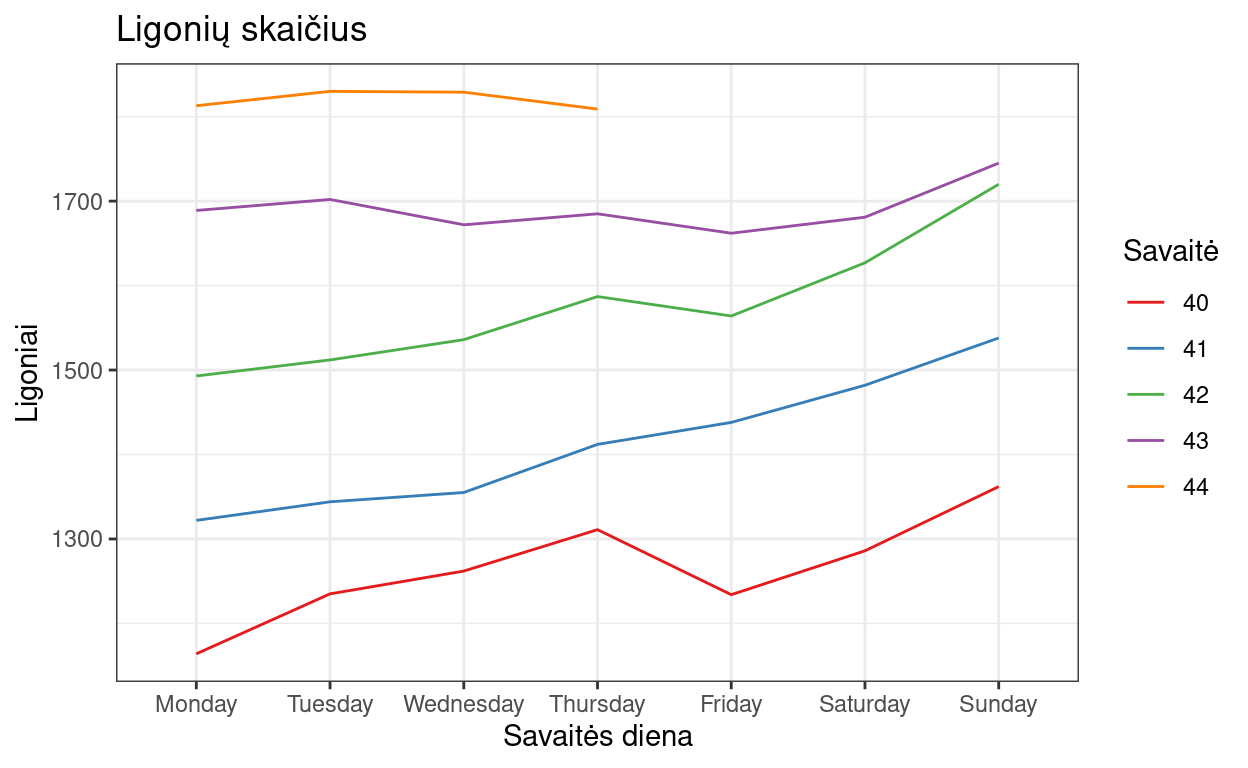 Ligonių skaičius
Ligoniai
1700
1500
1300
Monday
Tuesday
Wednesday
Thursday
Friday
Saturday
Sunday
Savaitės diena
Savaitė
40
41
42
43
44